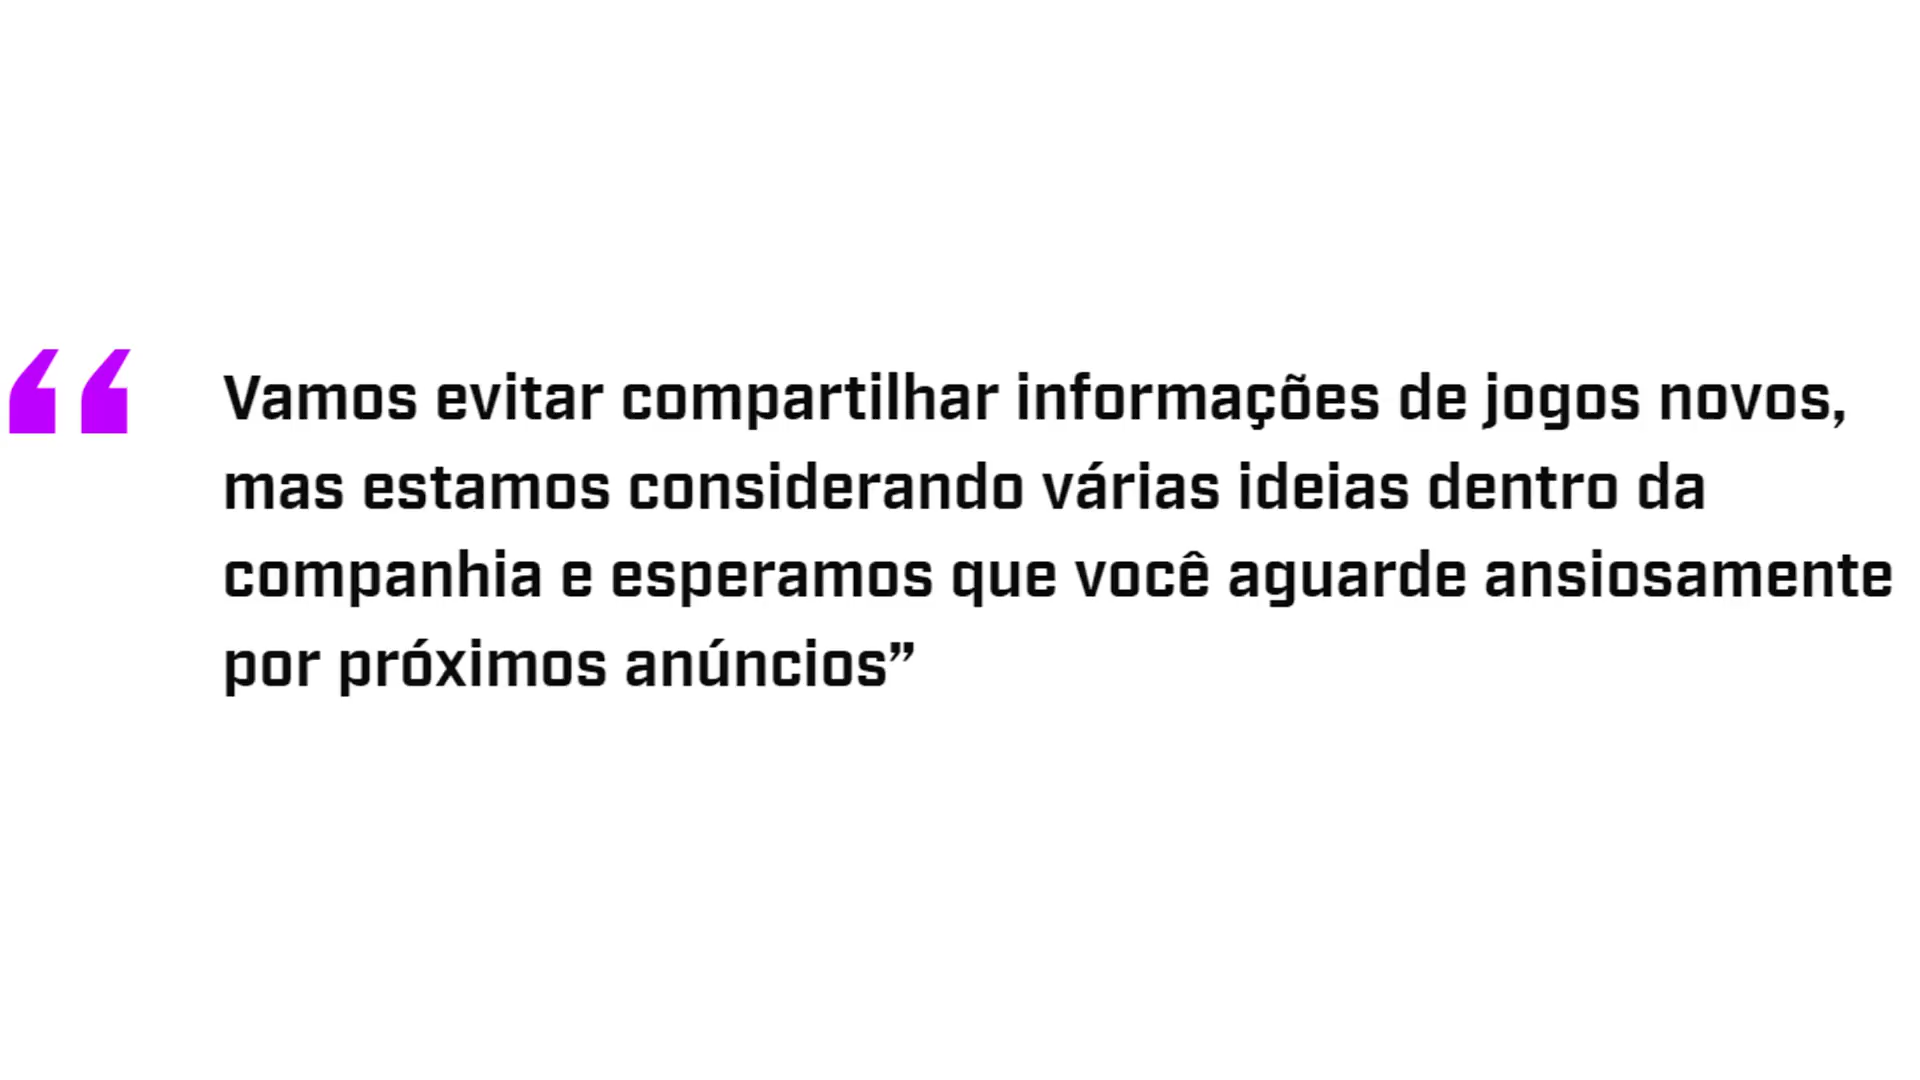 “ Vamos evitar compartilhar informações de jogos novos,
mas estamos considerando várias ideias dentro da
companhia e esperamos que você aguarde ansiosamente
por próximos anúncios”